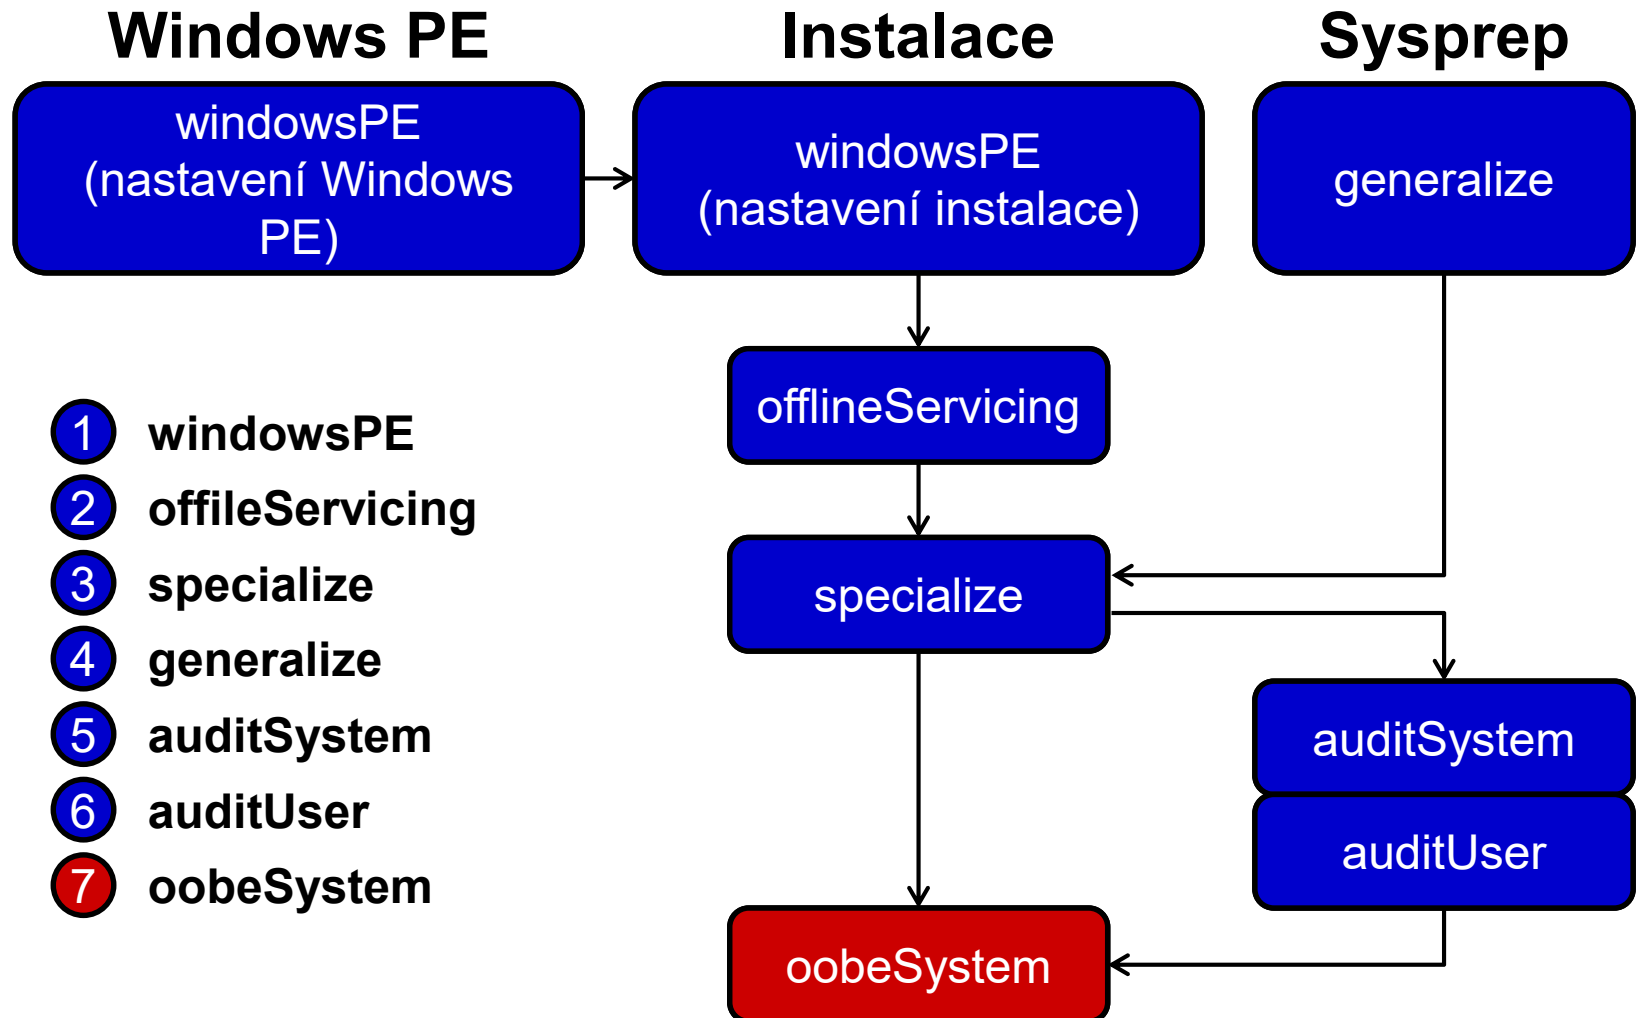 Windows PE
Instalace
Sysprep
windowsPE
(nastavení Windows
PE)
windowsPE
(nastavení instalace)
generalize
offlineServicing
1 windowsPE
2 offileServicing
3 specialize
4 generalize
5 auditSystem
6 auditUser
7 oobeSystem
specialize
auditSystem
auditUser
oobeSystem